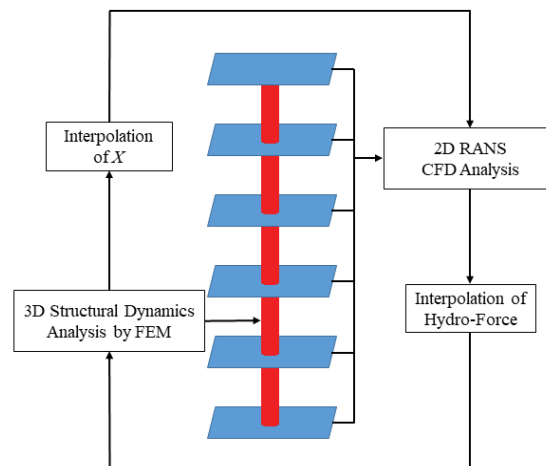 Interpolation
of X
2D RANS
CFD Analysis
3D Structural Dynamics
Analysis by FEM
Interpolation of
Hydro-Force